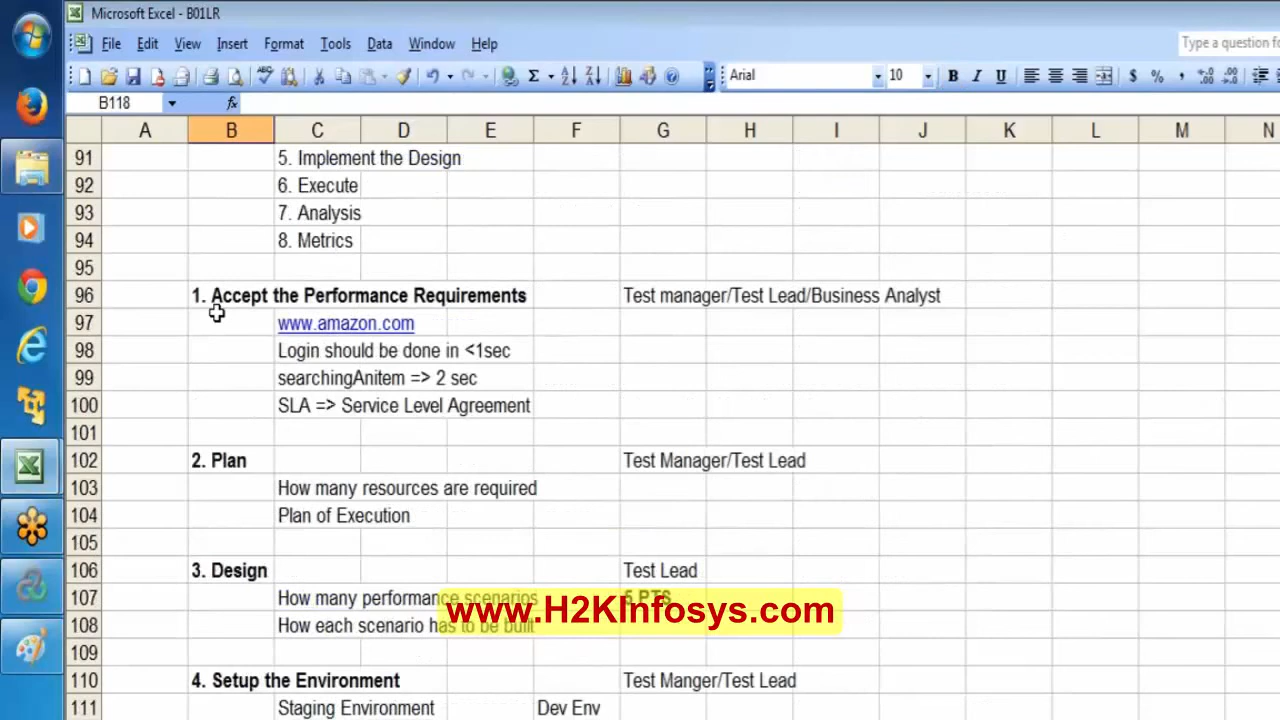 Microsoft Excel - B01LR
File Edit View Insert Format Tools Data Window Help
Type a question fo
Arial 10 B I U $ % ,
B118 fx
A B C D E F G H I J K L M N
91 5. Implement the Design
92 6. Execute
93 7. Analysis
94 8. Metrics
95
96 1. Accept the Performance Requirements Test manager/Test Lead/Business Analyst
97 www.amazon.com
98 Login should be done in <1sec
99 searchingAnitem => 2 sec
100 SLA => Service Level Agreement
101
102 2. Plan Test Manager/Test Lead
103 How many resources are required
104 Plan of Execution
105
106 3. Design Test Lead
107 How many performance scenarios 5 PTS
www.H2KInfosys.com
108 How each scenario has to be built
109
110 4. Setup the Environment Test Manger/Test Lead
111 Staging Environment Dev Env